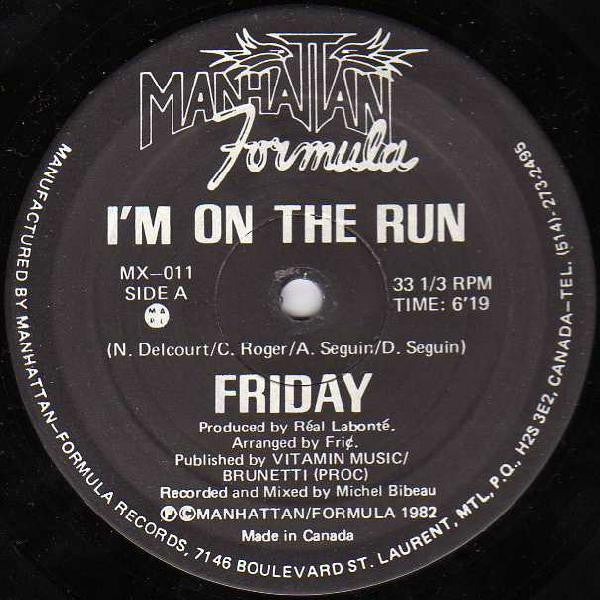 MANHATTAN
Formula
I'M ON THE RUN
MX-011
SIDE A
MA
PL
33 1/3 RPM
TIME: 6'19
(N. Delcourt/C. Roger/A. Seguin/D. Seguin)
FRIDAY
Produced by Réal Labonté.
Arranged by Fric.
Published by VITAMIN MUSIC/
BRUNETTI (PROC)
Recorded and Mixed by Michel Bibeau
Ⓟ ©MANHATTAN/FORMULA 1982
Made in Canada
MANUFACTURED BY MANHATTAN-FORMULA RECORDS, 7146 BOULEVARD ST. LAURENT, MTL, P.Q., H2S 3E2, CANADA-TEL. (514)-273-2495